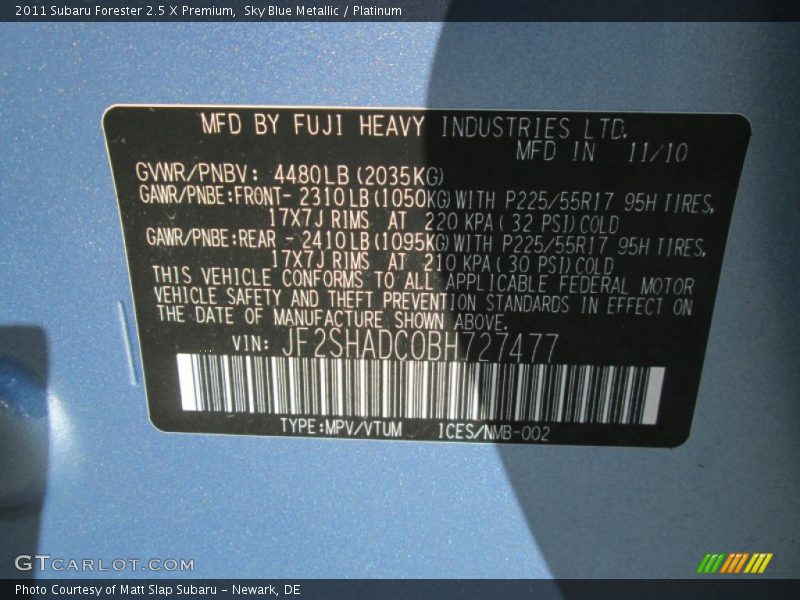 2011 Subaru Forester 2.5 X Premium,  Sky Blue Metallic / Platinum
MFD BY FUJI HEAVY INDUSTRIES LTD.
MFD IN 11/10
GVWR/PNBV: 4480LB(2035KG)
GAWR/PNBE:FRONT- 2310LB(1050KG)WITH P225/55R17 95H TIRES,
17X7J RIMS AT 220 KPA(32 PSI)COLD
GAWR/PNBE:REAR - 2410LB(1095KG)WITH P225/55R17 95H TIRES,
17X7J RIMS AT 210 KPA(30 PSI)COLD
THIS VEHICLE CONFORMS TO ALL APPLICABLE FEDERAL MOTOR
VEHICLE SAFETY AND THEFT PREVENTION STANDARDS IN EFFECT ON
THE DATE OF MANUFACTURE SHOWN ABOVE.
VIN: JF2SHADC0BH727477
TYPE:MPV/VTUM ICES/NMB-002
GTCARLOT.COM
Photo Courtesy of Matt Slap Subaru - Newark, DE